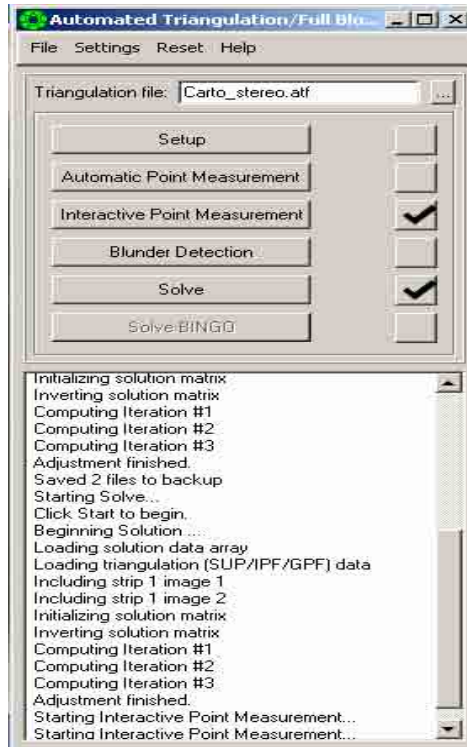 Automated Triangulation/Full Blo...
File Settings Reset Help
Triangulation file: Carto_stereo.atf ...
Setup
Automatic Point Measurement
Interactive Point Measurement
Blunder Detection
Solve
Solve BINGO
Initializing solution matrix
Inverting solution matrix
Computing Iteration #1
Computing Iteration #2
Computing Iteration #3
Adjustment finished.
Saved 2 files to backup
Starting Solve...
Click Start to begin.
Beginning Solution ...
Loading solution data array
Loading triangulation (SUP/IPF/GPF) data
Including strip 1 image 1
Including strip 1 image 2
Initializing solution matrix
Inverting solution matrix
Computing Iteration #1
Computing Iteration #2
Computing Iteration #3
Adjustment finished.
Starting Interactive Point Measurement...
Starting Interactive Point Measurement...